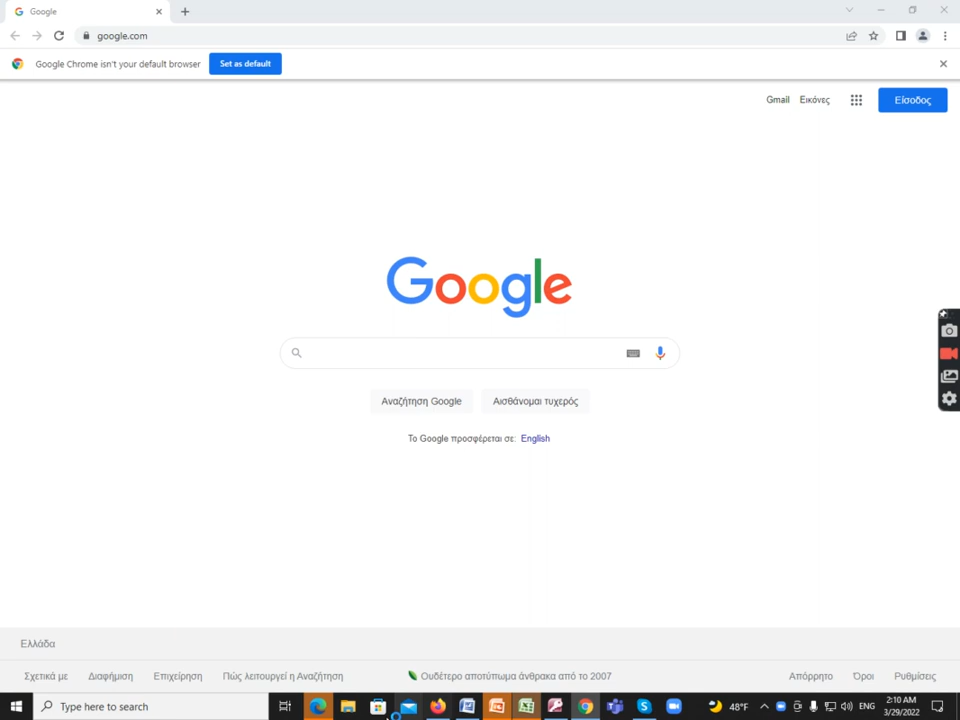 Google
google.com
Google Chrome isn't your default browser
Set as default
Gmail
Εικόνες
Είσοδος
Google
Αναζήτηση Google
Αισθάνομαι τυχερός
Το Google προσφέρεται σε: English
Ελλάδα
Σχετικά με
Διαφήμιση
Επιχείρηση
Πώς λειτουργεί η Αναζήτηση
Ουδέτερο αποτύπωμα άνθρακα από το 2007
Απόρρητο
Όροι
Ρυθμίσεις
Type here to search
48°F
ENG
2:10 AM
3/29/2022